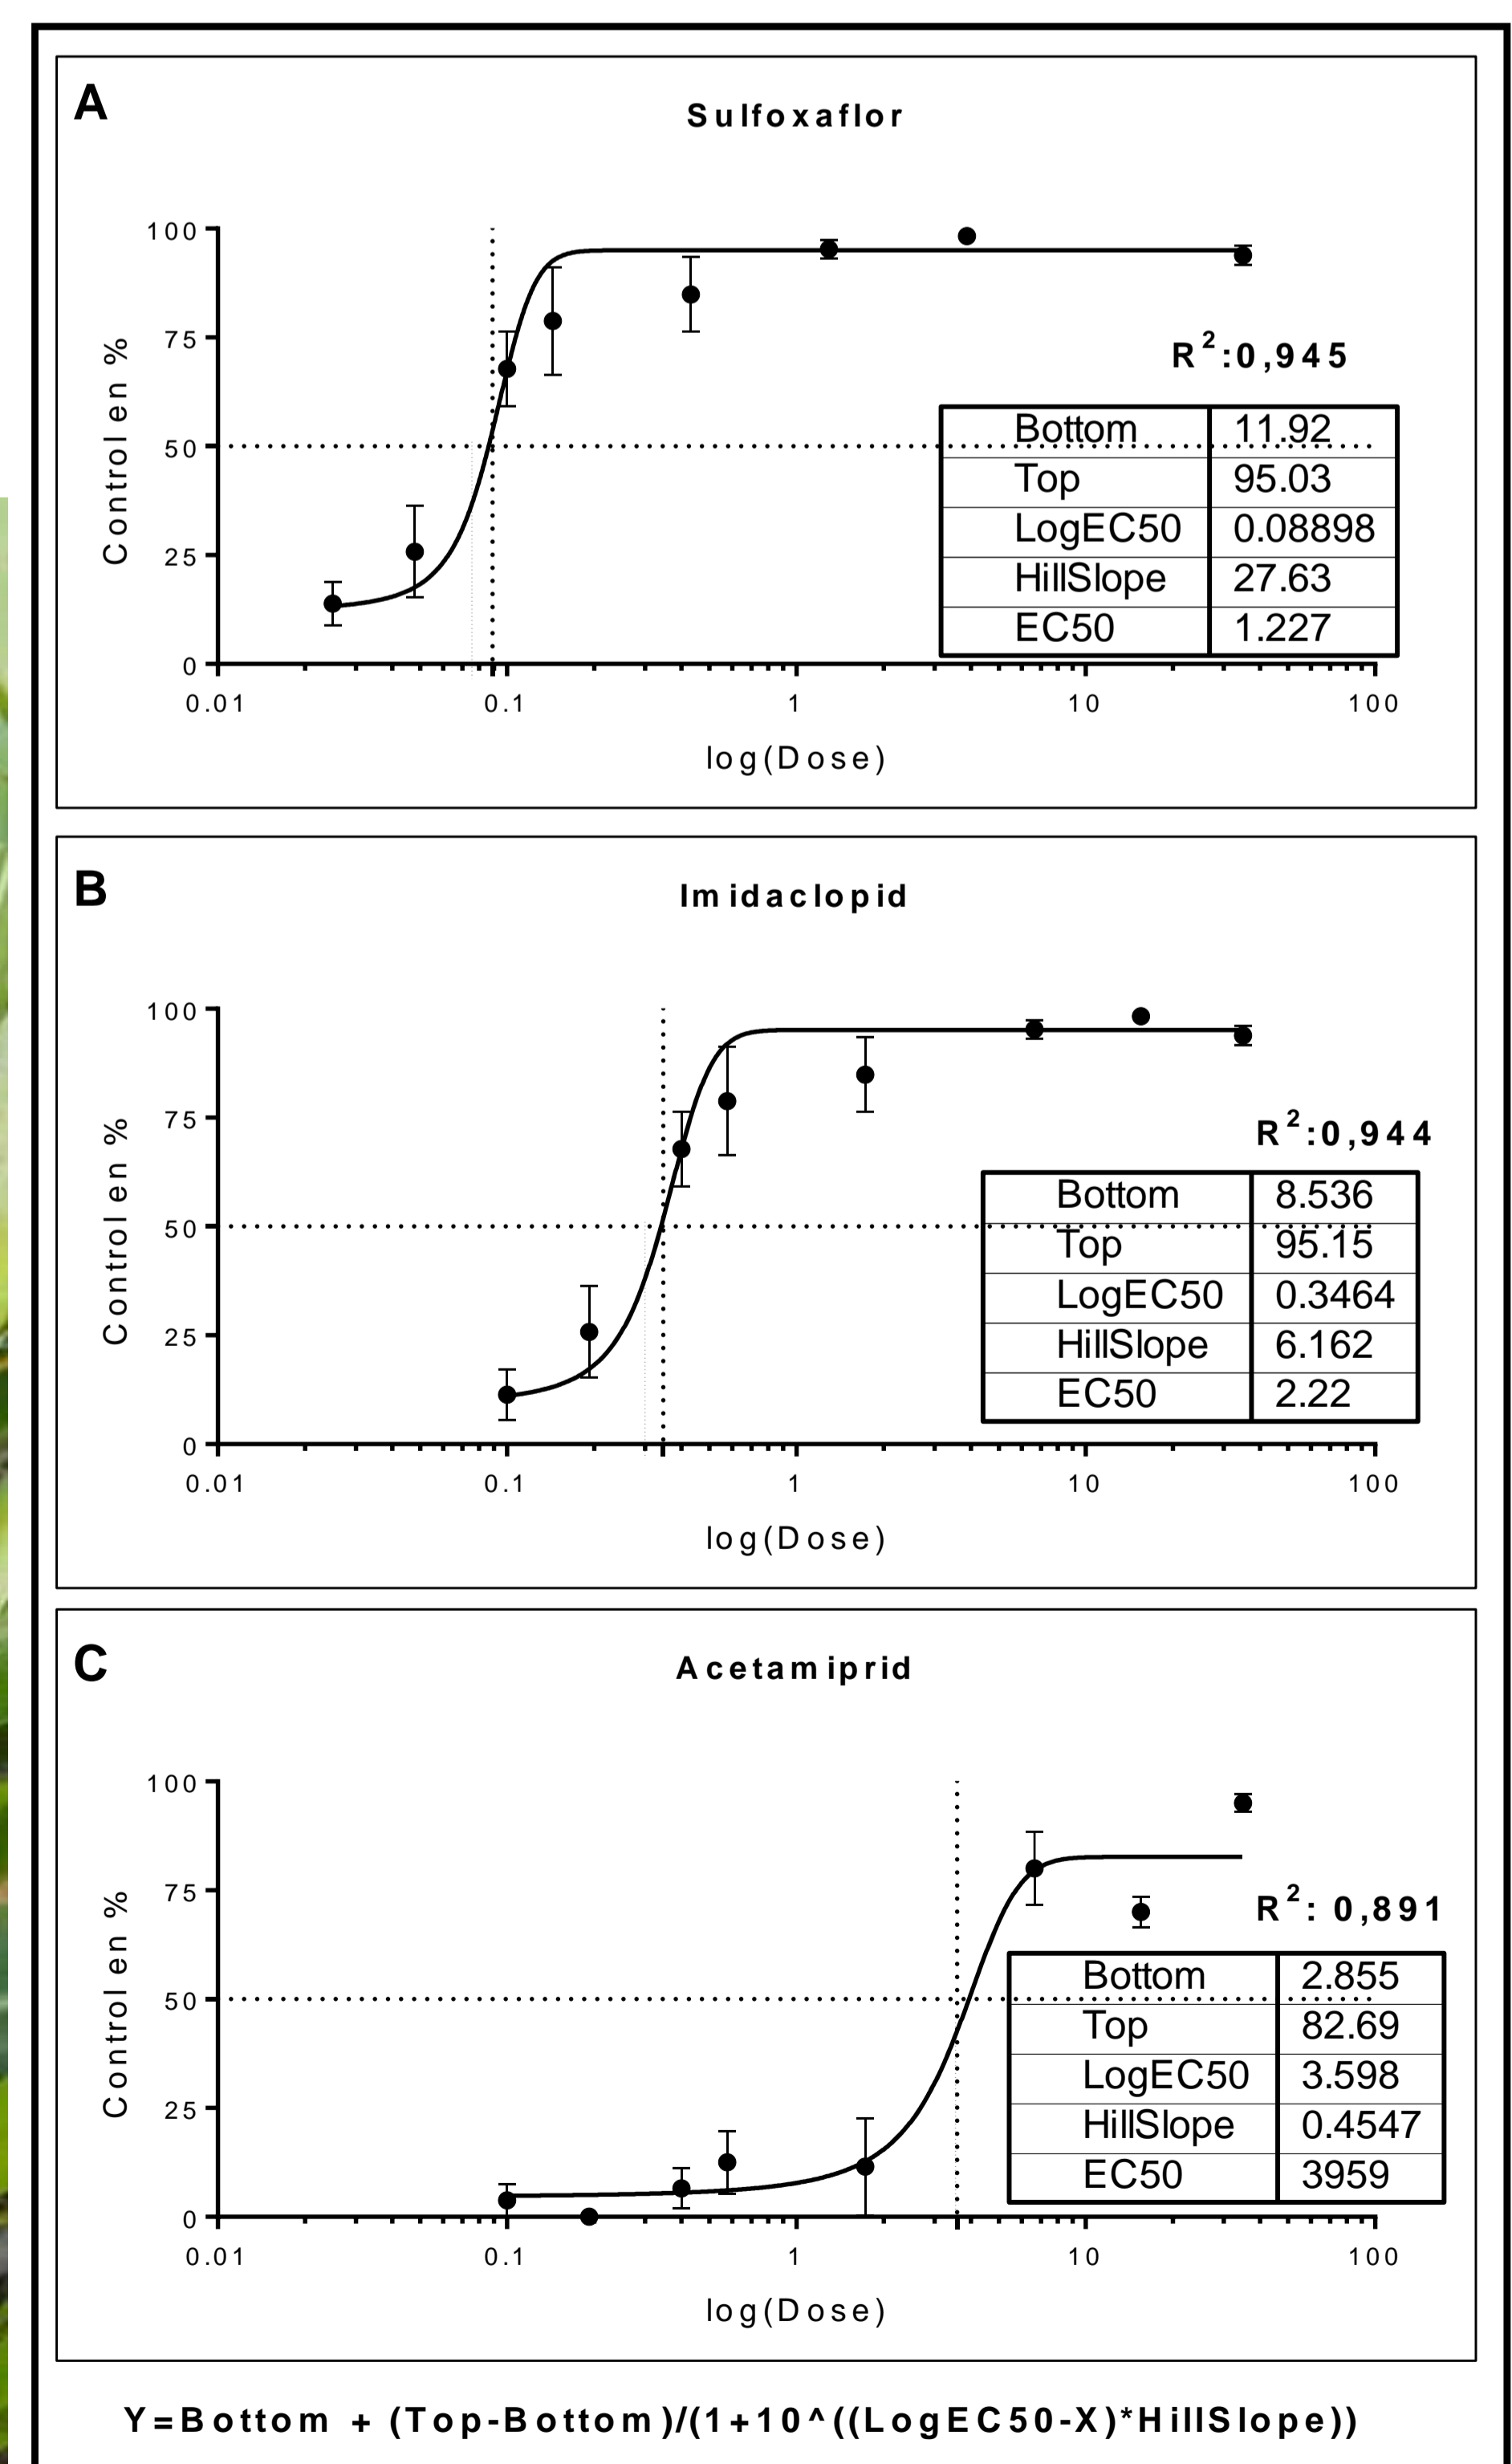 A
Sulfoxaflor
100
75
50
25
0
Control en %
0.01 0.1 1 10 100
log(Dose)
R²:0,945
Bottom 11.92
Top 95.03
LogEC50 0.08898
HillSlope 27.63
EC50 1.227
B
Imidaclopid
100
75
50
25
0
Control en %
0.01 0.1 1 10 100
log(Dose)
R²:0,944
Bottom 8.536
Top 95.15
LogEC50 0.3464
HillSlope 6.162
EC50 2.22
C
Acetamiprid
100
75
50
25
0
Control en %
0.01 0.1 1 10 100
log(Dose)
R²: 0,891
Bottom 2.855
Top 82.69
LogEC50 3.598
HillSlope 0.4547
EC50 3959
Y=Bottom + (Top-Bottom)/(1+10^((LogEC50-X)*HillSlope))